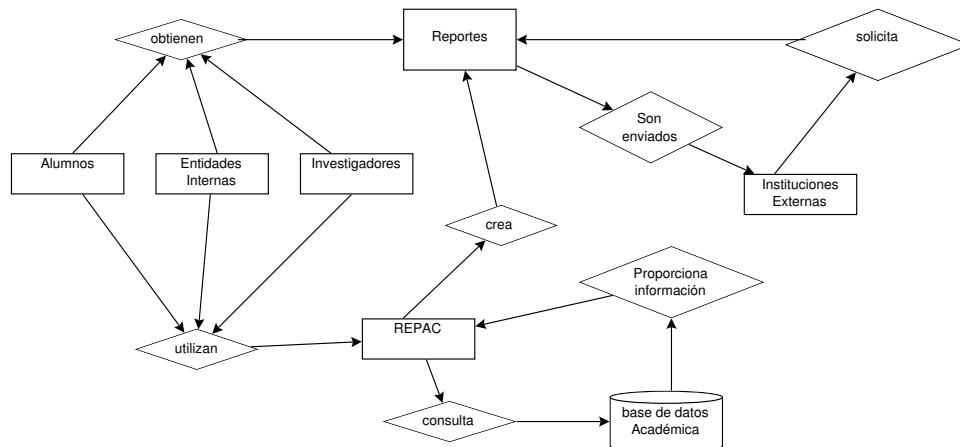 obtienen
Reportes
solicita
Son
enviados
Alumnos
Entidades
Internas
Investigadores
Instituciones
Externas
crea
Proporciona
información
REPAC
utilizan
consulta
base de datos
Académica